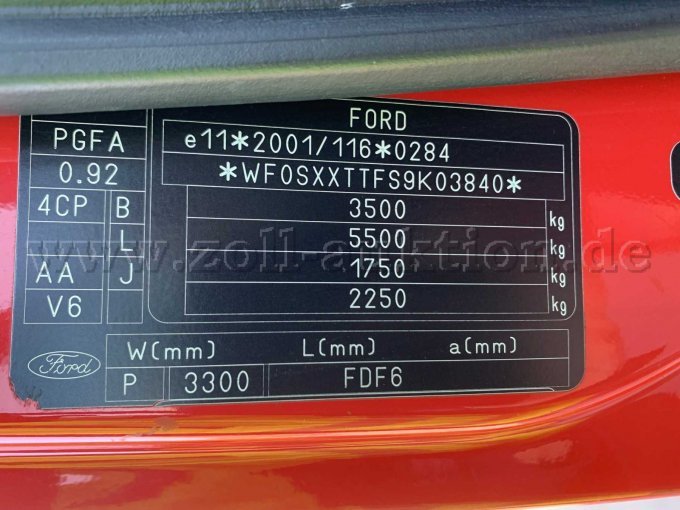 FORD
PGFA e11*2001/116*0284
0.92 *WF0SXXTTFS9K03840*
4CP B 3500 kg
L 5500 kg
AA J 1750 kg
V6 2250 kg
www.zoll-auktion.de
W(mm) L(mm) a(mm)
Ford P 3300 FDF6